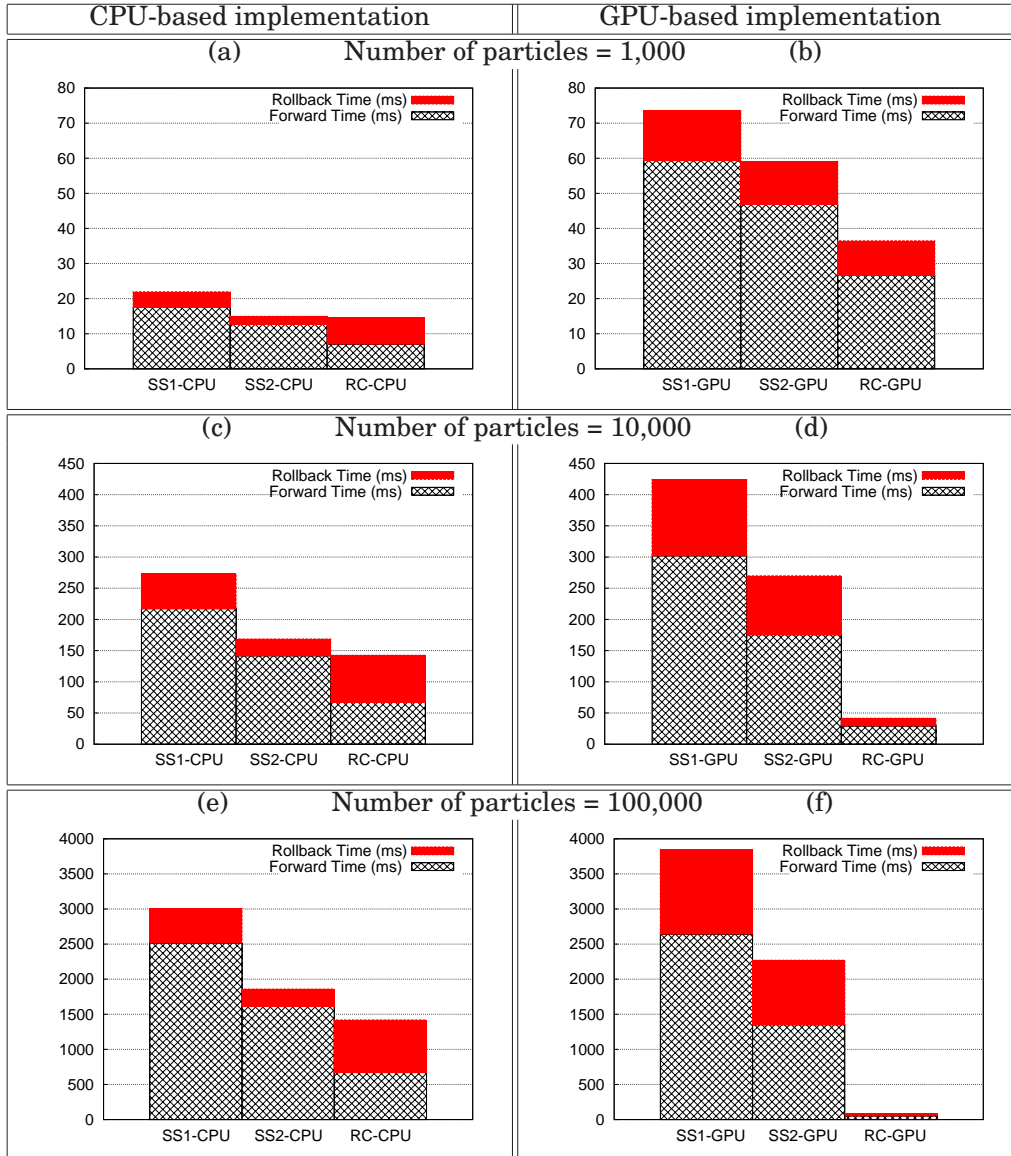 CPU-based implementation GPU-based implementation
(a) Number of particles = 1,000 (b)
80
70
60
50
40
30
20
10
0
Rollback Time (ms)
Forward Time (ms)
SS1-CPU SS2-CPU RC-CPU
80
70
60
50
40
30
20
10
0
Rollback Time (ms)
Forward Time (ms)
SS1-GPU SS2-GPU RC-GPU
(c) Number of particles = 10,000 (d)
450
400
350
300
250
200
150
100
50
0
Rollback Time (ms)
Forward Time (ms)
SS1-CPU SS2-CPU RC-CPU
450
400
350
300
250
200
150
100
50
0
Rollback Time (ms)
Forward Time (ms)
SS1-GPU SS2-GPU RC-GPU
(e) Number of particles = 100,000 (f)
4000
3500
3000
2500
2000
1500
1000
500
0
Rollback Time (ms)
Forward Time (ms)
SS1-CPU SS2-CPU RC-CPU
4000
3500
3000
2500
2000
1500
1000
500
0
Rollback Time (ms)
Forward Time (ms)
SS1-GPU SS2-GPU RC-GPU